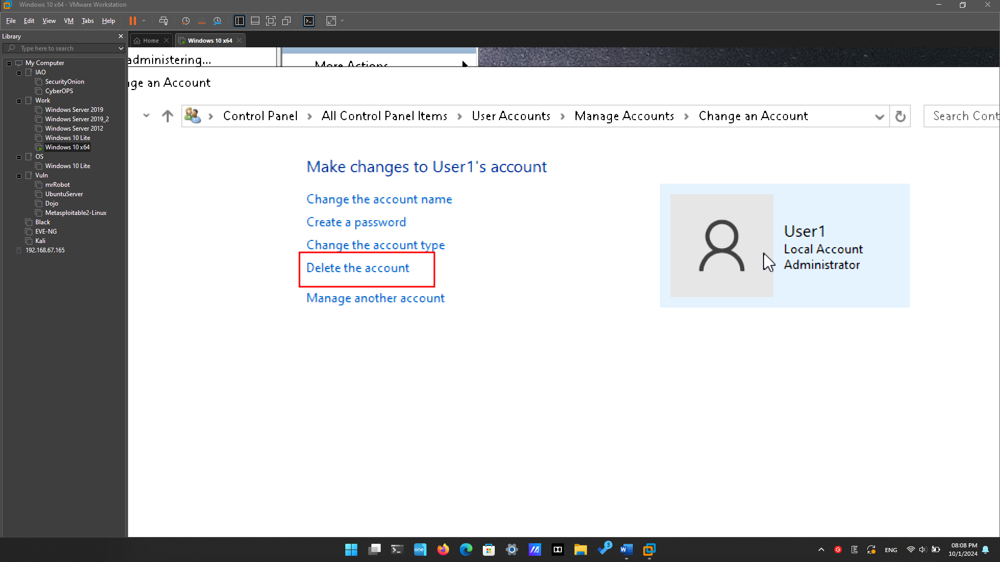 Windows 10 x64 - VMware Workstation
File Edit View VM Tabs Help
Library
Type here to search
My Computer
IAO
SecurityOnion
CyberOPS
Work
Windows Server 2019
Windows Server 2019_2
Windows Server 2012
Windows 10 Lite
Windows 10 x64
OS
Windows 10 Lite
Vuln
mrRobot
UbuntuServer
Dojo
Metasploitable2-Linux
Black
EVE-NG
Kali
192.168.67.165
Home Windows 10 x64
administering...
More Actions
ge an Account
Control Panel All Control Panel Items User Accounts Manage Accounts Change an Account
Search Cont
Make changes to User1's account
Change the account name
Create a password
Change the account type
Delete the account
Manage another account
User1
Local Account
Administrator
one
3
W
G
ENG
08:08 PM
10/1/2024